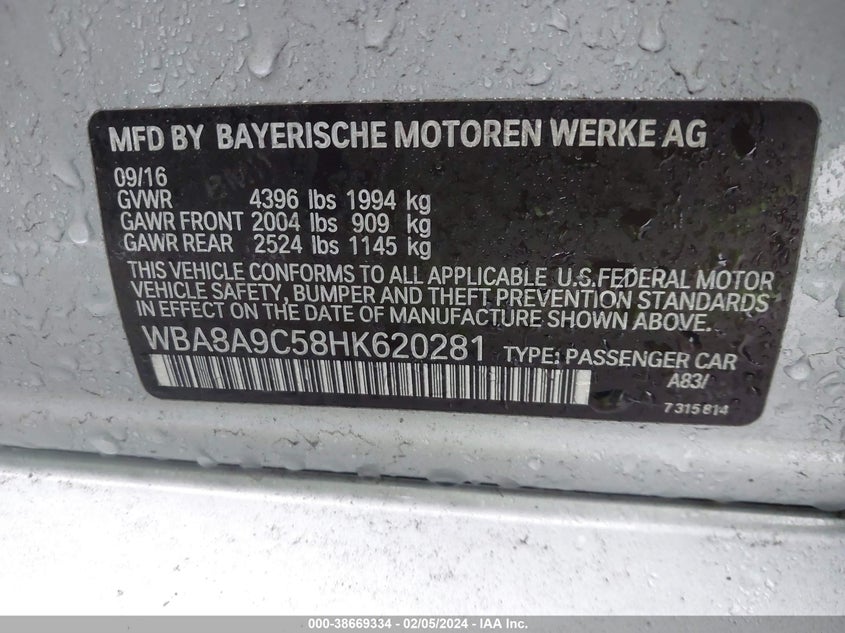 MFD BY BAYERISCHE MOTOREN WERKE AG
09/16
GVWR 4396 lbs 1994 kg
GAWR FRONT 2004 lbs 909 kg
GAWR REAR 2524 lbs 1145 kg
THIS VEHICLE CONFORMS TO ALL APPLICABLE U.S.FEDERAL MOTOR
VEHICLE SAFETY, BUMPER AND THEFT PREVENTION STANDARDS
IN EFFECT ON THE DATE OF MANUFACTURE SHOWN ABOVE.
WBA8A9C58HK620281 TYPE: PASSENGER CAR
A83/
7315814
000-38669334 - 02/05/2024 - IAA Inc.